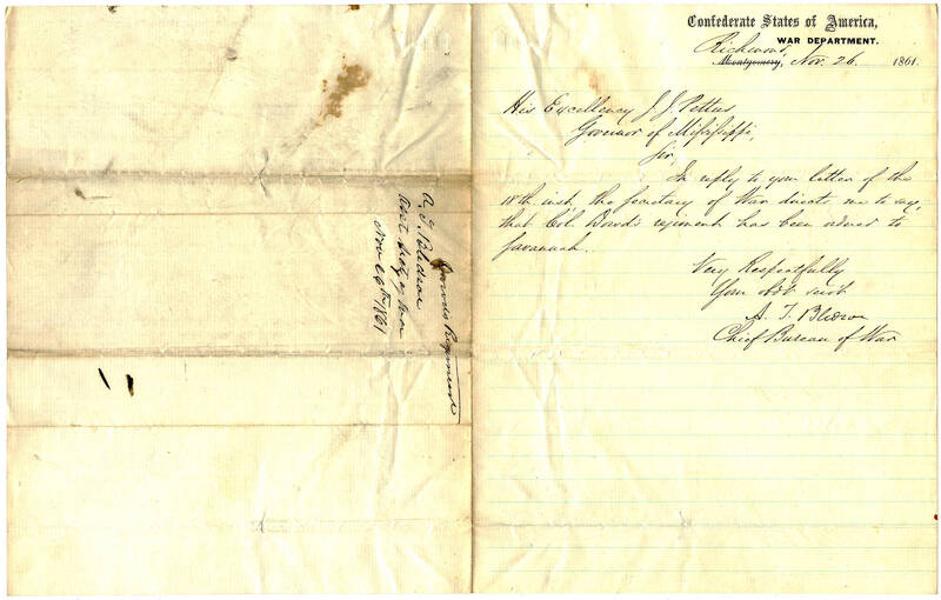 Confederate States of America,
WAR DEPARTMENT.
Richmond,
Montgomery, Nov. 26. 1861.
His Excellency J J Pettus
Governor of Mississippi,
Sir,
In reply to your letter of the
18th inst, the Secretary of War directs me to say,
that Col. Dowd's regiment has been ordered to
Savannah.
Very Respectfully
Your obt servt
A. T. Bledsoe
Chief Bureau of War
Dowds Regiment
A. T. Bledsoe
Asst Secty of War
Nov 26th 1861